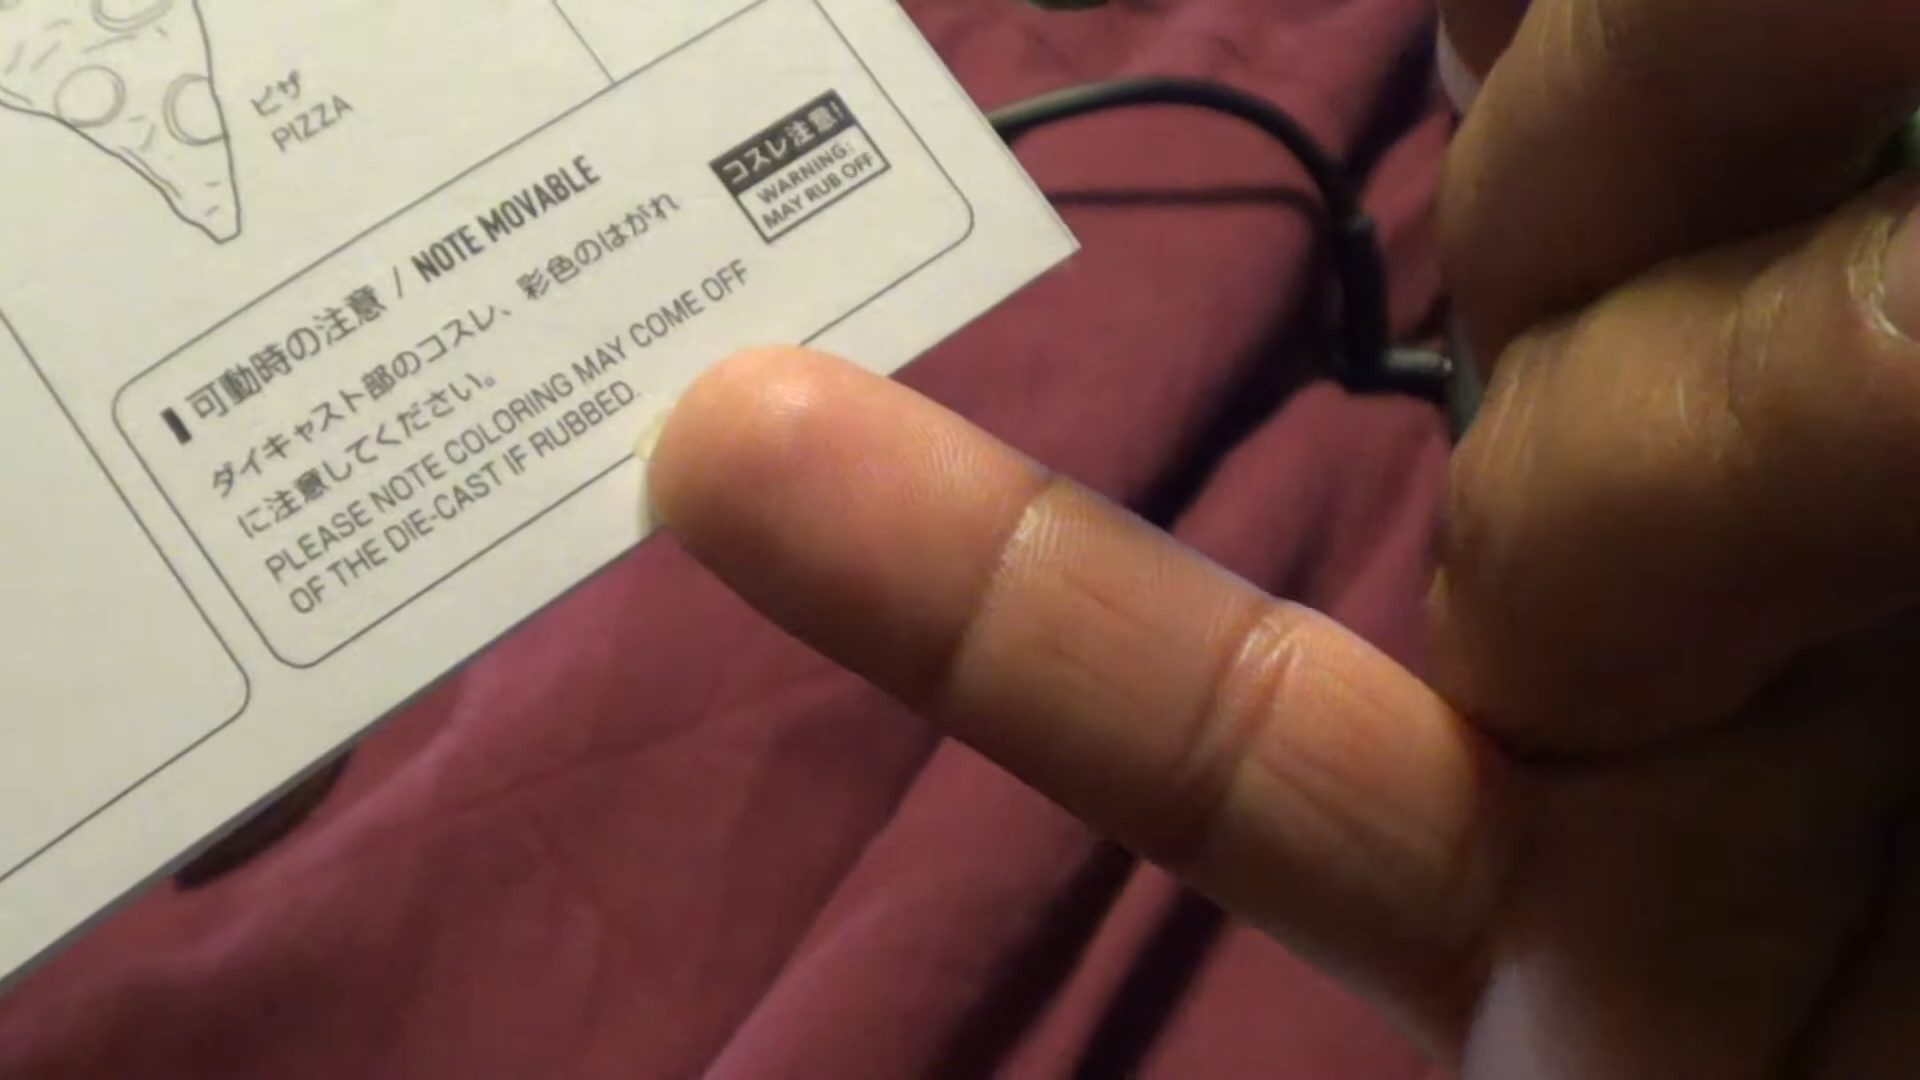 ピザ
PIZZA
コスレ注意!
WARNING:
MAY RUB OFF
可動時の注意 / NOTE MOVABLE
ダイキャスト部のコスレ、彩色のはがれ
に注意してください。
PLEASE NOTE COLORING MAY COME OFF
OF THE DIE-CAST IF RUBBED.